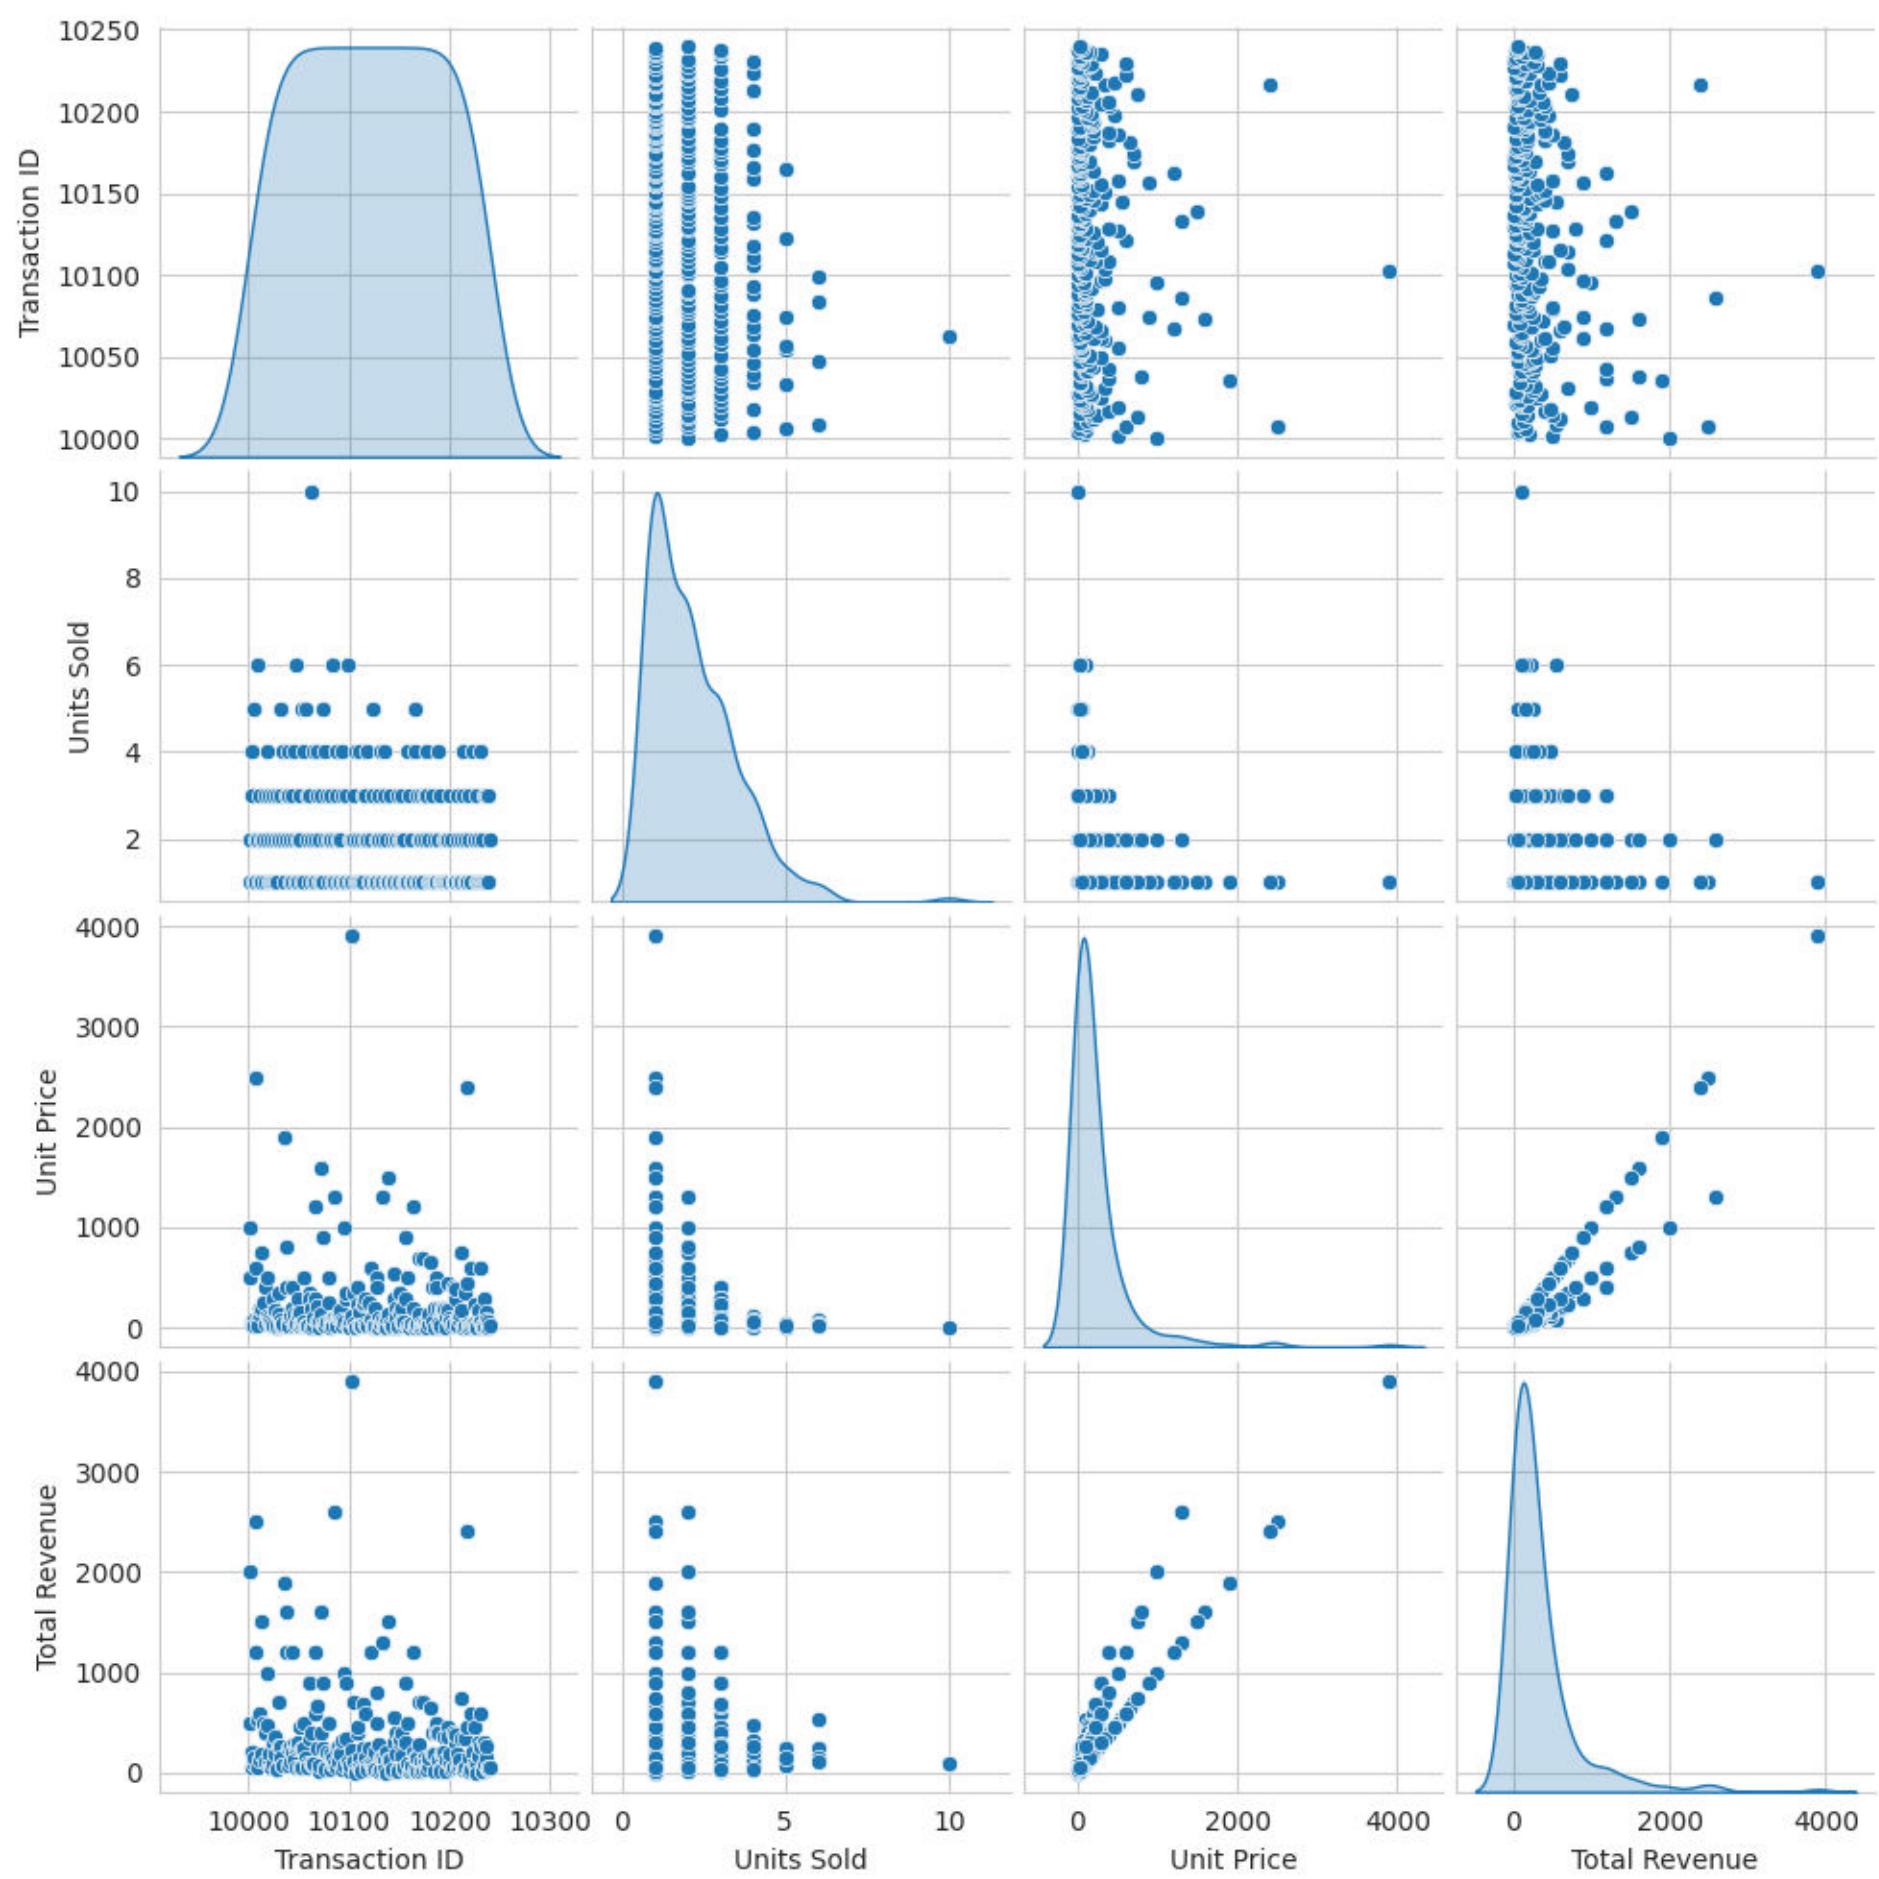 10250
10200
10150
10100
10050
10000
Transaction ID
10
8
6
4
2
Units Sold
4000
3000
2000
1000
0
Unit Price
4000
3000
2000
1000
0
Total Revenue
10000 10100 10200 10300
0 5 10
0 2000 4000
0 2000 4000
Transaction ID
Units Sold
Unit Price
Total Revenue